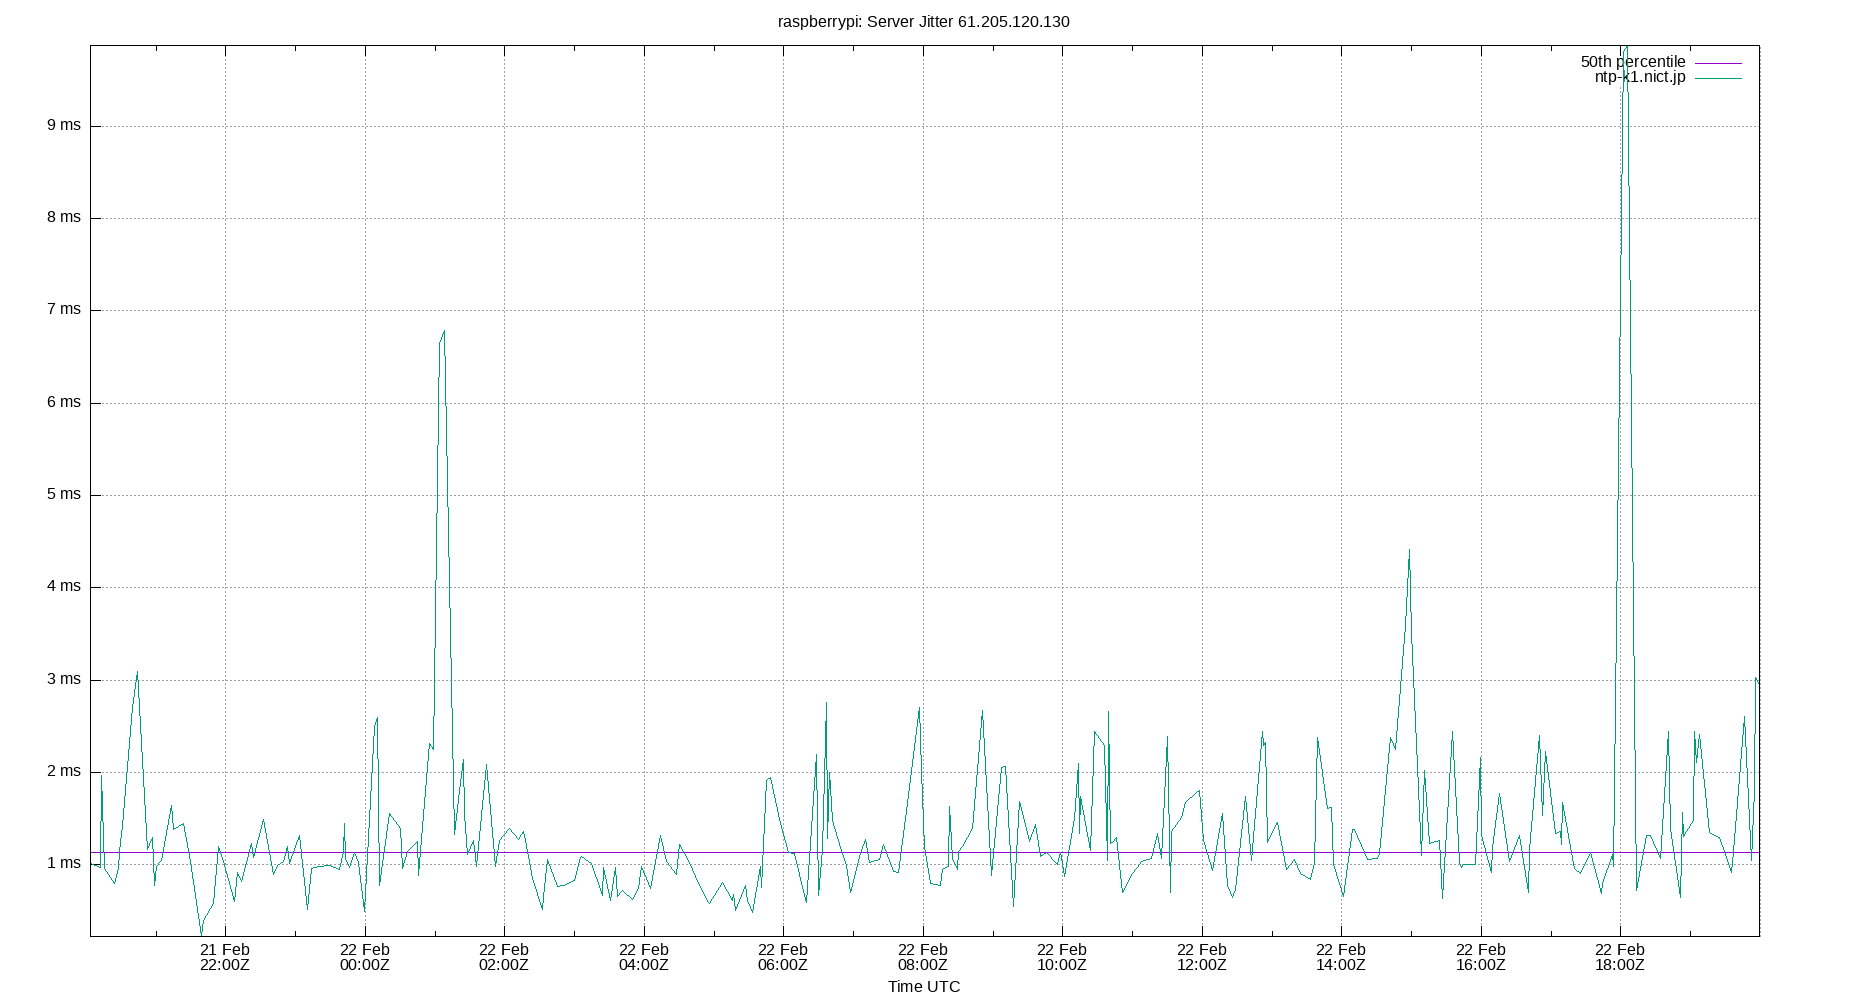 raspberrypi: Server Jitter 61.205.120.130
50th percentile
ntp-k1.nict.jp
9 ms
8 ms
7 ms
6 ms
5 ms
4 ms
3 ms
2 ms
1 ms
21 Feb 22 Feb 22 Feb 22 Feb 22 Feb 22 Feb 22 Feb 22 Feb 22 Feb 22 Feb 22 Feb
22:00Z 00:00Z 02:00Z 04:00Z 06:00Z 08:00Z 10:00Z 12:00Z 14:00Z 16:00Z 18:00Z
Time UTC